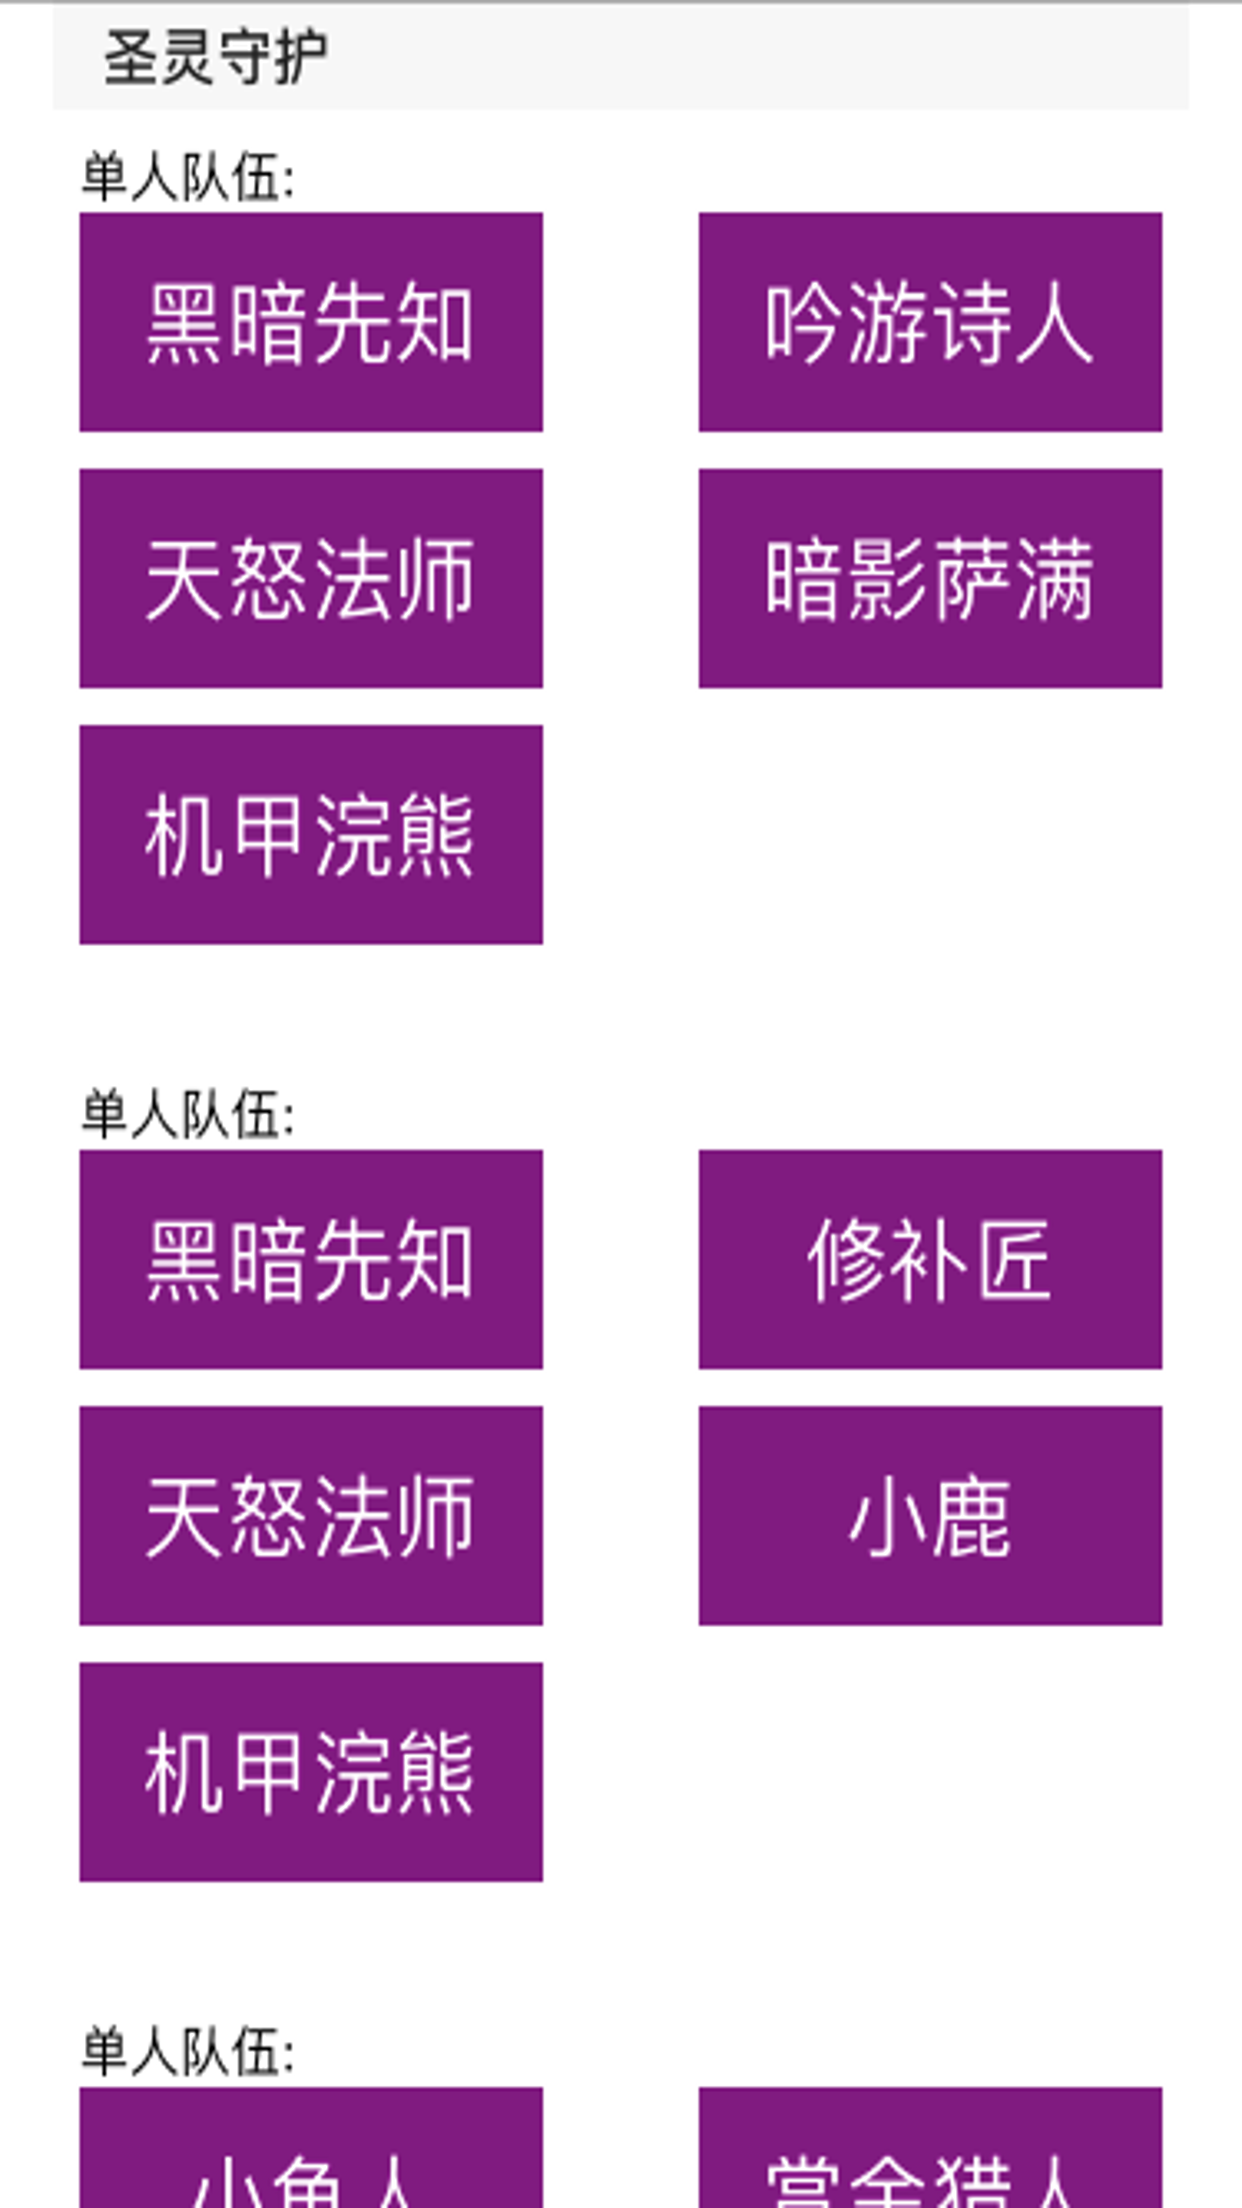 圣灵守护
单人队伍:
黑暗先知 吟游诗人
天怒法师 暗影萨满
机甲浣熊
单人队伍:
黑暗先知 修补匠
天怒法师 小鹿
机甲浣熊
单人队伍:
小鱼人 赏金猎人